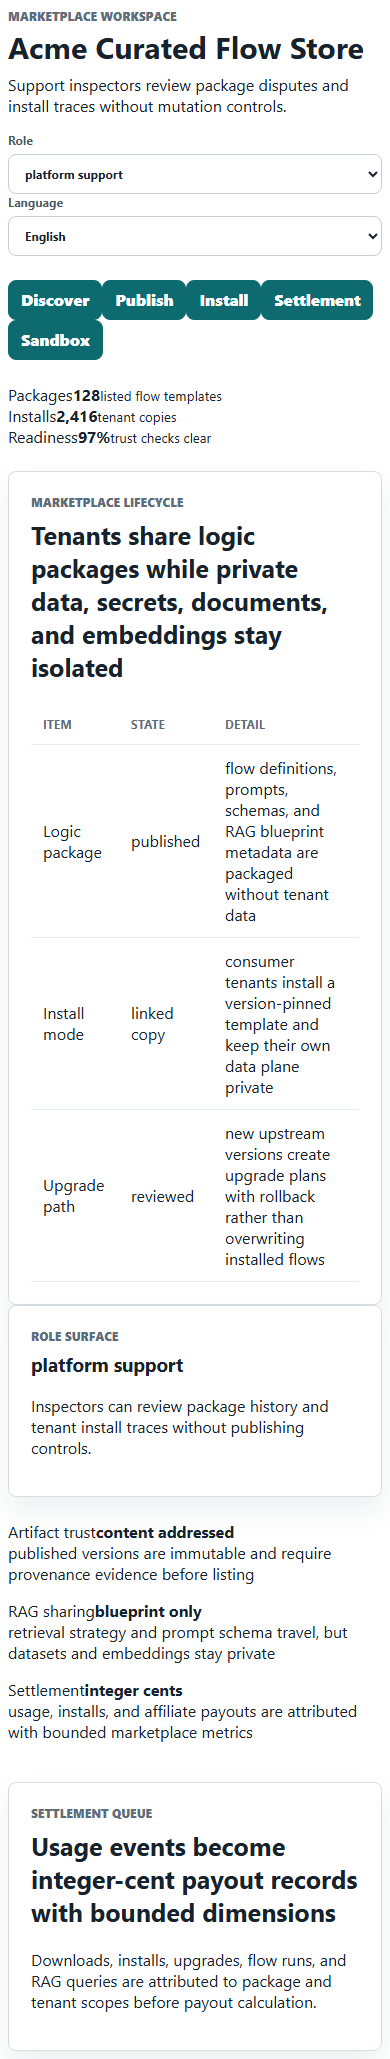 MARKETPLACE WORKSPACE
Acme Curated Flow Store
Support inspectors review package disputes and
install traces without mutation controls.
Role
platform support
Language
English
Discover Publish Install Settlement
Sandbox
Packages128listed flow templates
Installs2,416tenant copies
Readiness97%trust checks clear
MARKETPLACE LIFECYCLE
Tenants share logic
packages while private
data, secrets, documents,
and embeddings stay
isolated
ITEM STATE DETAIL
Logic package published flow definitions,
prompts,
schemas, and
RAG blueprint
metadata are
packaged
without tenant
data
Install mode linked copy consumer
tenants install a
version-pinned
template and
keep their own
data plane
private
Upgrade path reviewed new upstream
versions create
upgrade plans
with rollback
rather than
overwriting
installed flows
ROLE SURFACE
platform support
Inspectors can review package history and
tenant install traces without publishing
controls.
Artifact trustcontent addressed
published versions are immutable and require
provenance evidence before listing
RAG sharingblueprint only
retrieval strategy and prompt schema travel, but
datasets and embeddings stay private
Settlementinteger cents
usage, installs, and affiliate payouts are attributed
with bounded marketplace metrics
SETTLEMENT QUEUE
Usage events become
integer-cent payout records
with bounded dimensions
Downloads, installs, upgrades, flow runs, and
RAG queries are attributed to package and
tenant scopes before payout calculation.